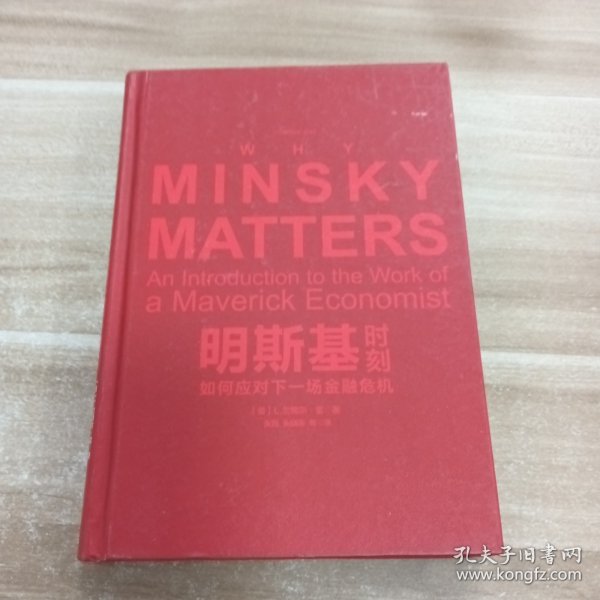 WHY
MINSKY
MATTERS
An Introduction to the Work of
a Maverick Economist
明斯基时刻
如何应对下一场金融危机
孔夫子旧书网
www.kongfz.com